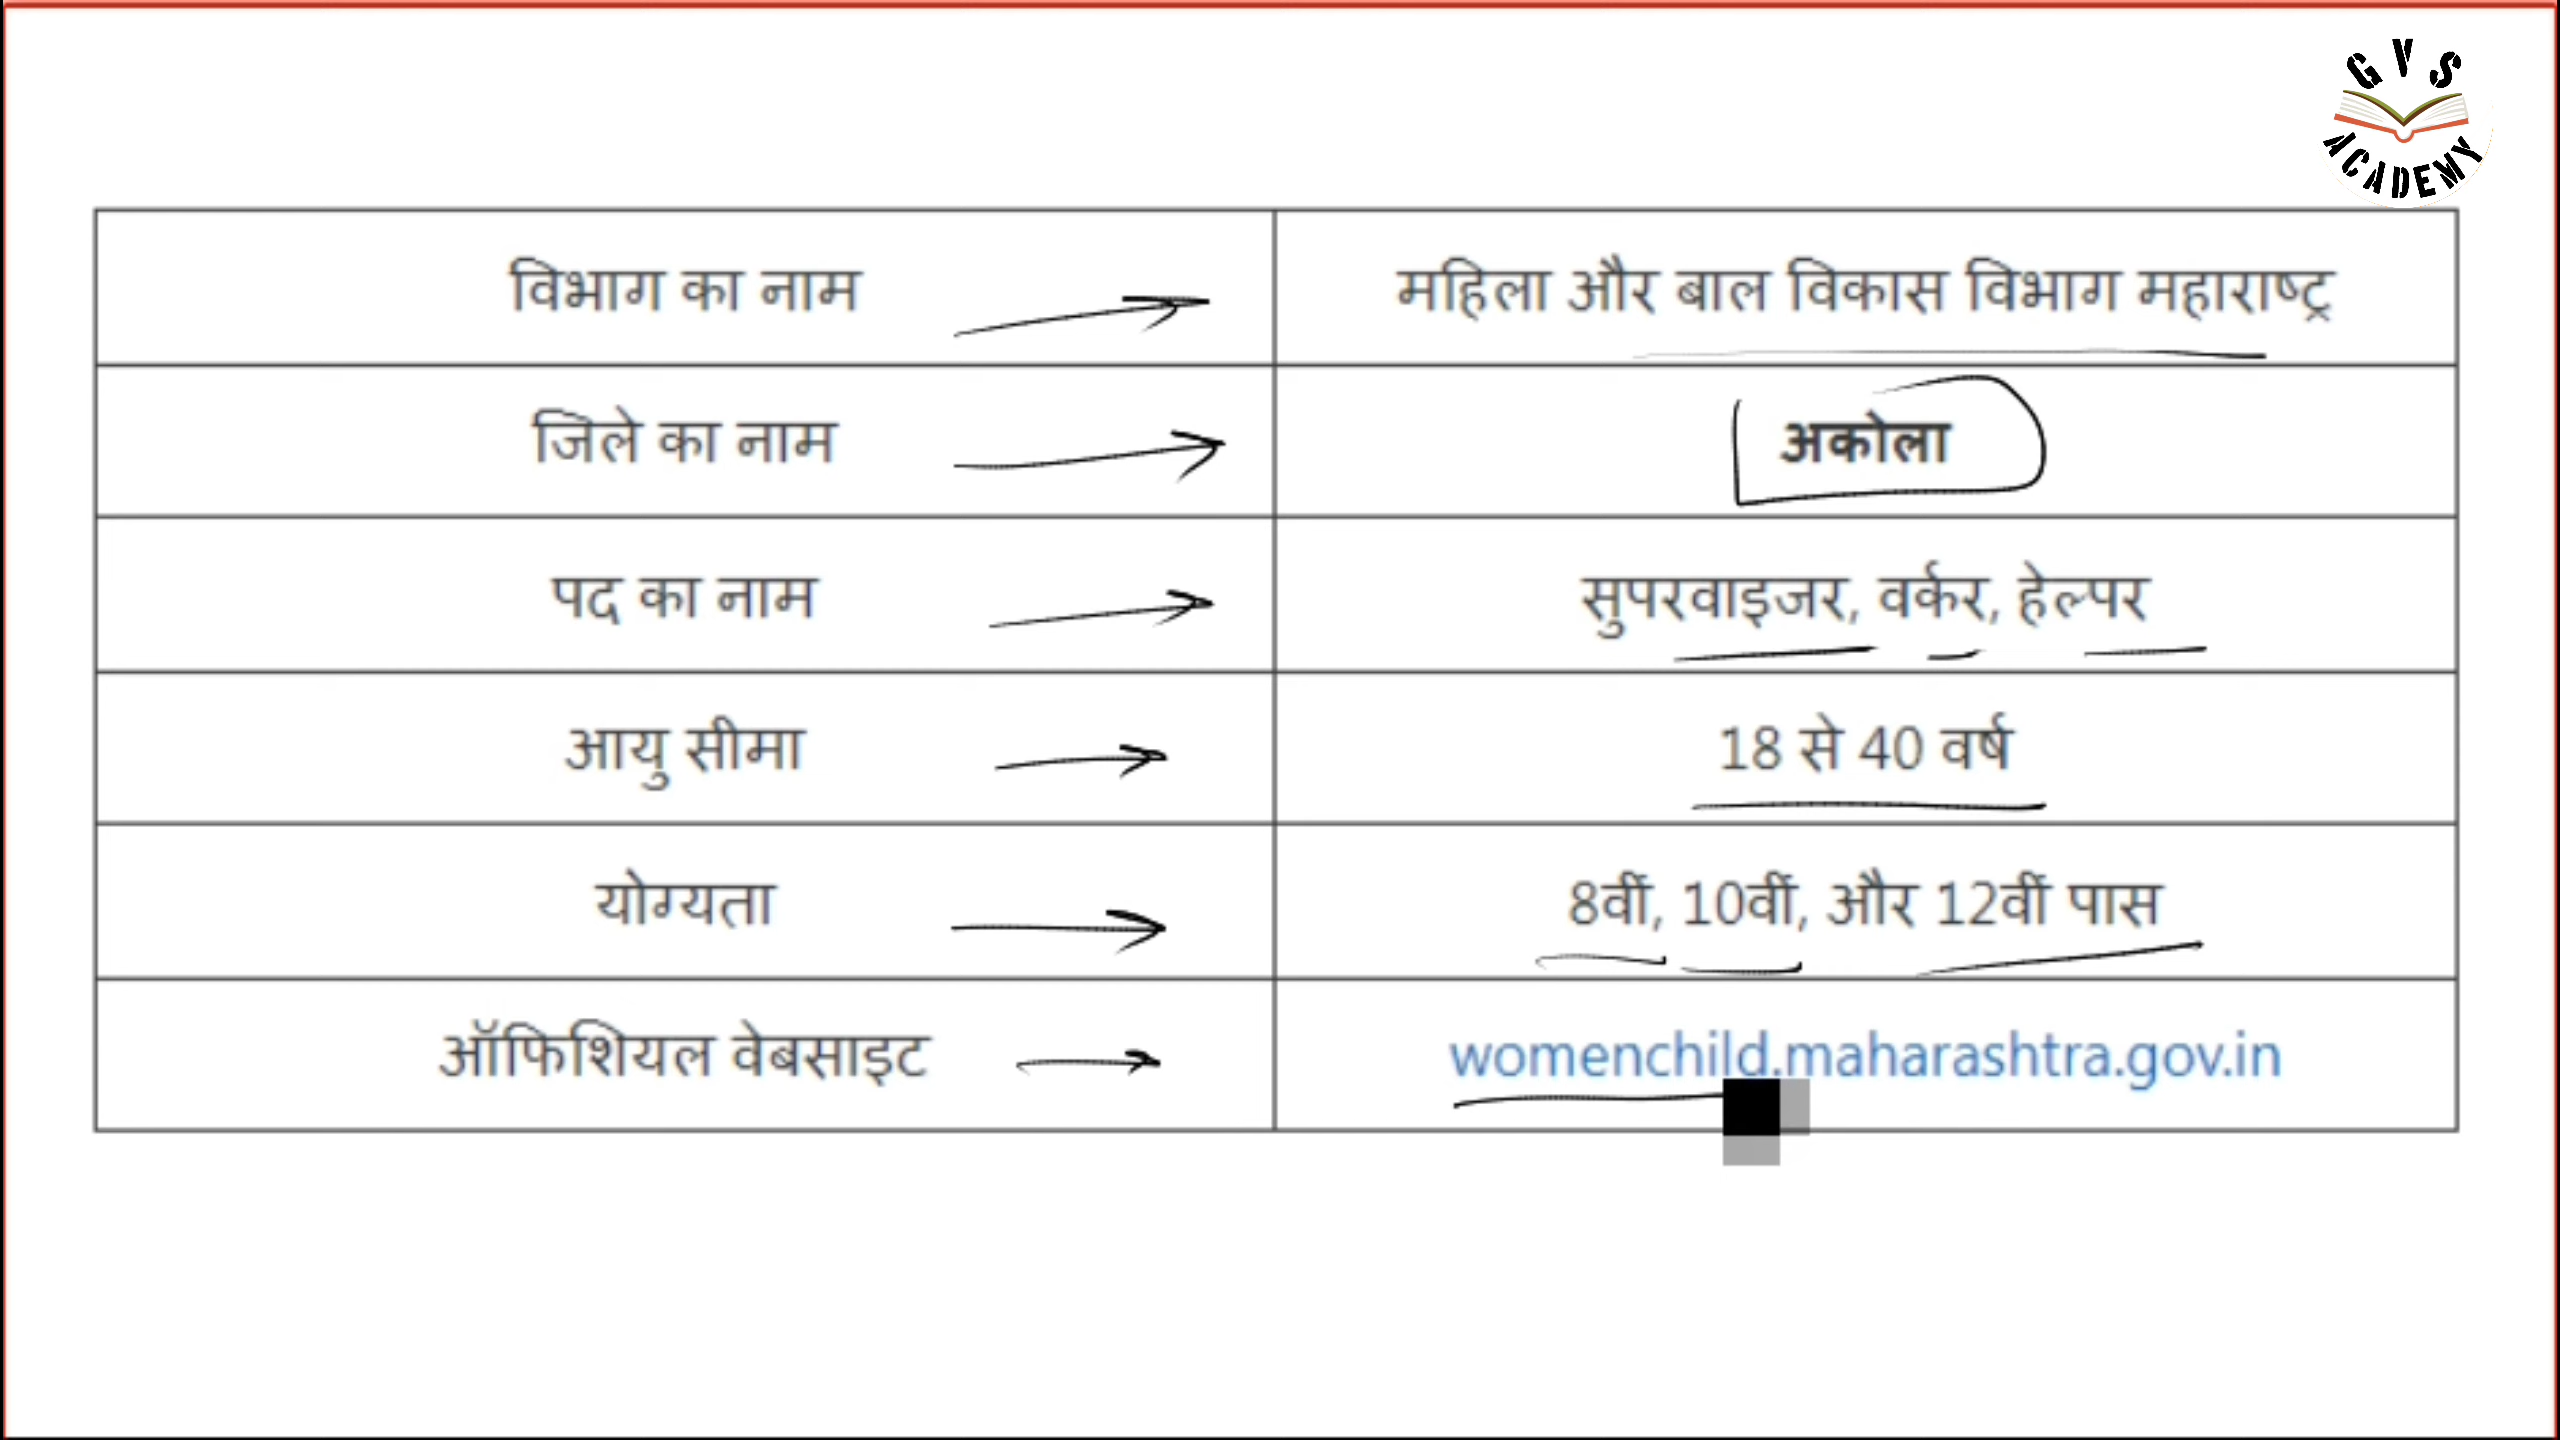 GVS
ACADEMY
विभाग का नाम महिला और बाल विकास विभाग महाराष्ट्र
जिले का नाम अकोला
पद का नाम सुपरवाइजर, वर्कर, हेल्पर
आयु सीमा 18 से 40 वर्ष
योग्यता 8वीं, 10वीं, और 12वीं पास
ऑफिशियल वेबसाइट womenchild.maharashtra.gov.in